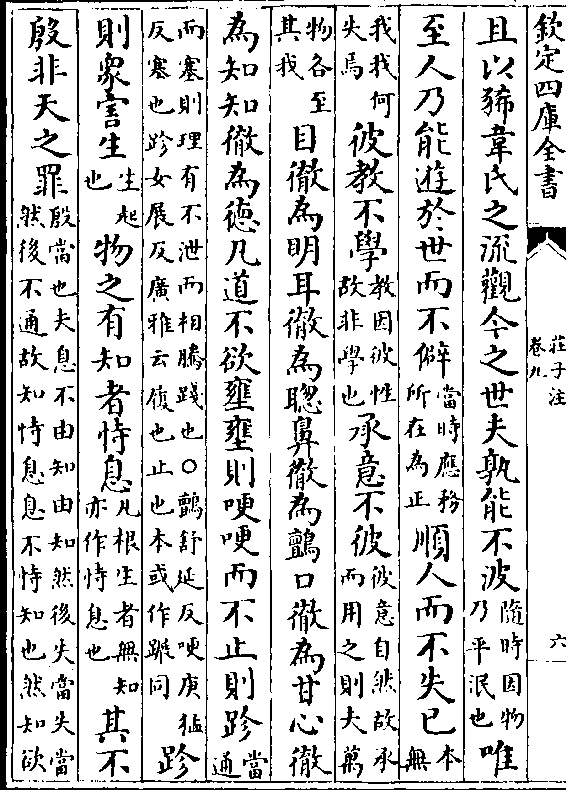 欽定四庫全書
莊子注
卷九
六
且以狶韋氏之流觀今之世夫孰能不波隨時因物乃平泯也唯
至人乃能遊於世而不僻當時應務所在為正順人而不失己本無
我我何失焉彼教不學教因彼性故非學也承意不彼彼意自然故承而用之則夫萬
物各至其我目徹為明耳徹為聰鼻徹為顫口徹為甘心徹
為知知徹為徳凡道不欲壅壅則哽哽而不止則跈當通
而塞則理有不泄而相騰踐也○顫舒延反哽庚猛反塞也跈女展反廣雅云履也止也本或作蹍同跈
則衆害生生起也物之有知者恃息凡根生者無知亦作恃息也其不
殷非天之罪殷當也夫息不由知由知然後失當失當然後不通故知恃息息不恃知也然知欲